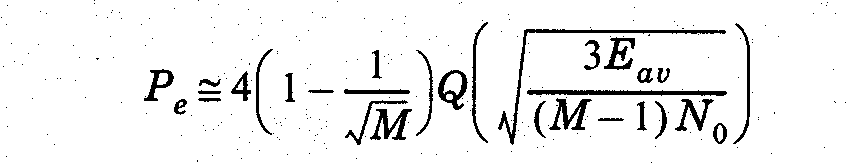 P_e ≅ 4(1 − 1/√M) Q(√(3E_av/((M − 1) N_0)))